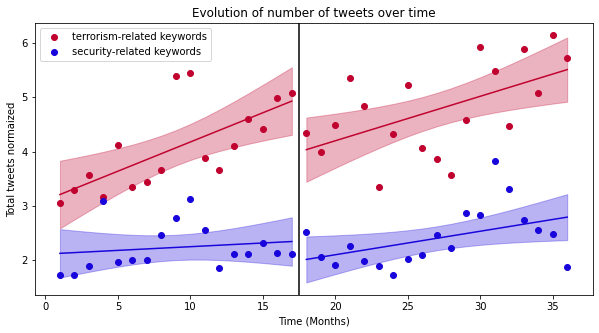 Evolution of number of tweets over time
terrorism-related keywords
security-related keywords
Total tweets normaized
6
5
4
3
2
0 5 10 15 20 25 30 35
Time (Months)